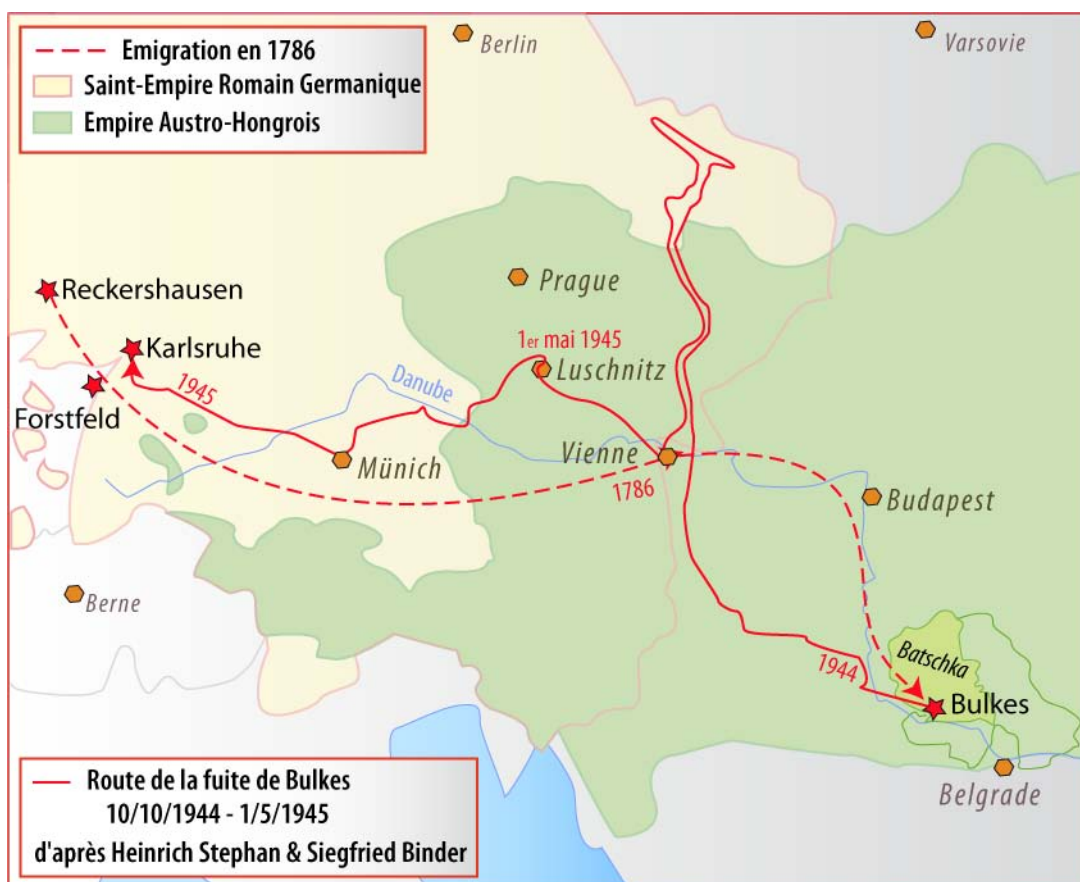 Emigration en 1786
Saint-Empire Romain Germanique
Empire Austro-Hongrois
Berlin
Varsovie
Reckershausen
Prague
Karlsruhe
1er mai 1945
Luschnitz
1945
Danube
Forstfeld
Münich
Vienne
1786
Budapest
Berne
Batschka
1944
Bulkes
Belgrade
Route de la fuite de Bulkes
10/10/1944 - 1/5/1945
d'après Heinrich Stephan & Siegfried Binder